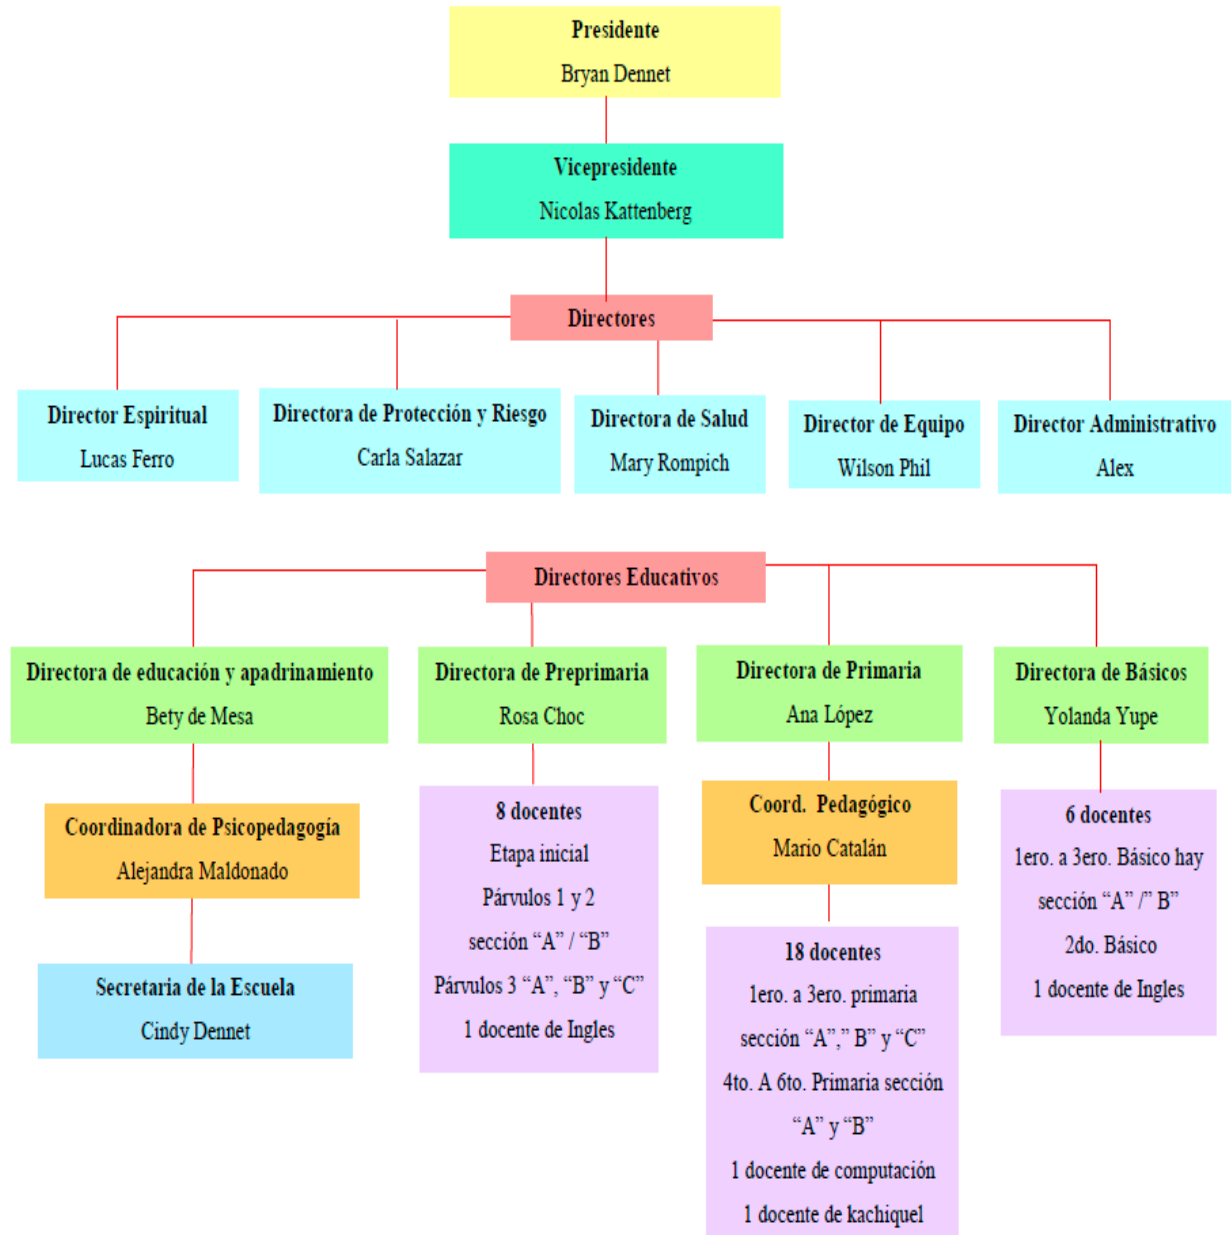 Presidente
Bryan Dennet
Vicepresidente
Nicolas Kattenberg
Directores
Director Espiritual
Lucas Ferro
Directora de Protección y Riesgo
Carla Salazar
Directora de Salud
Mary Rompich
Director de Equipo
Wilson Phil
Director Administrativo
Alex
Directores Educativos
Directora de educación y apadrinamiento
Bety de Mesa
Directora de Preprimaria
Rosa Choc
Directora de Primaria
Ana López
Directora de Básicos
Yolanda Yupe
Coordinadora de Psicopedagogía
Alejandra Maldonado
Secretaria de la Escuela
Cindy Dennet
8 docentes
Etapa inicial
Párvulos 1 y 2
sección “A” / “B”
Párvulos 3 “A”, “B” y “C”
1 docente de Ingles
Coord.  Pedagógico
Mario Catalán
18 docentes
1ero. a 3ero. primaria
sección “A”,” B” y “C”
4to. A 6to. Primaria sección
“A” y “B”
1 docente de computación
1 docente de kachiquel
6 docentes
1ero. a 3ero. Básico hay
sección “A” /” B”
2do. Básico
1 docente de Ingles